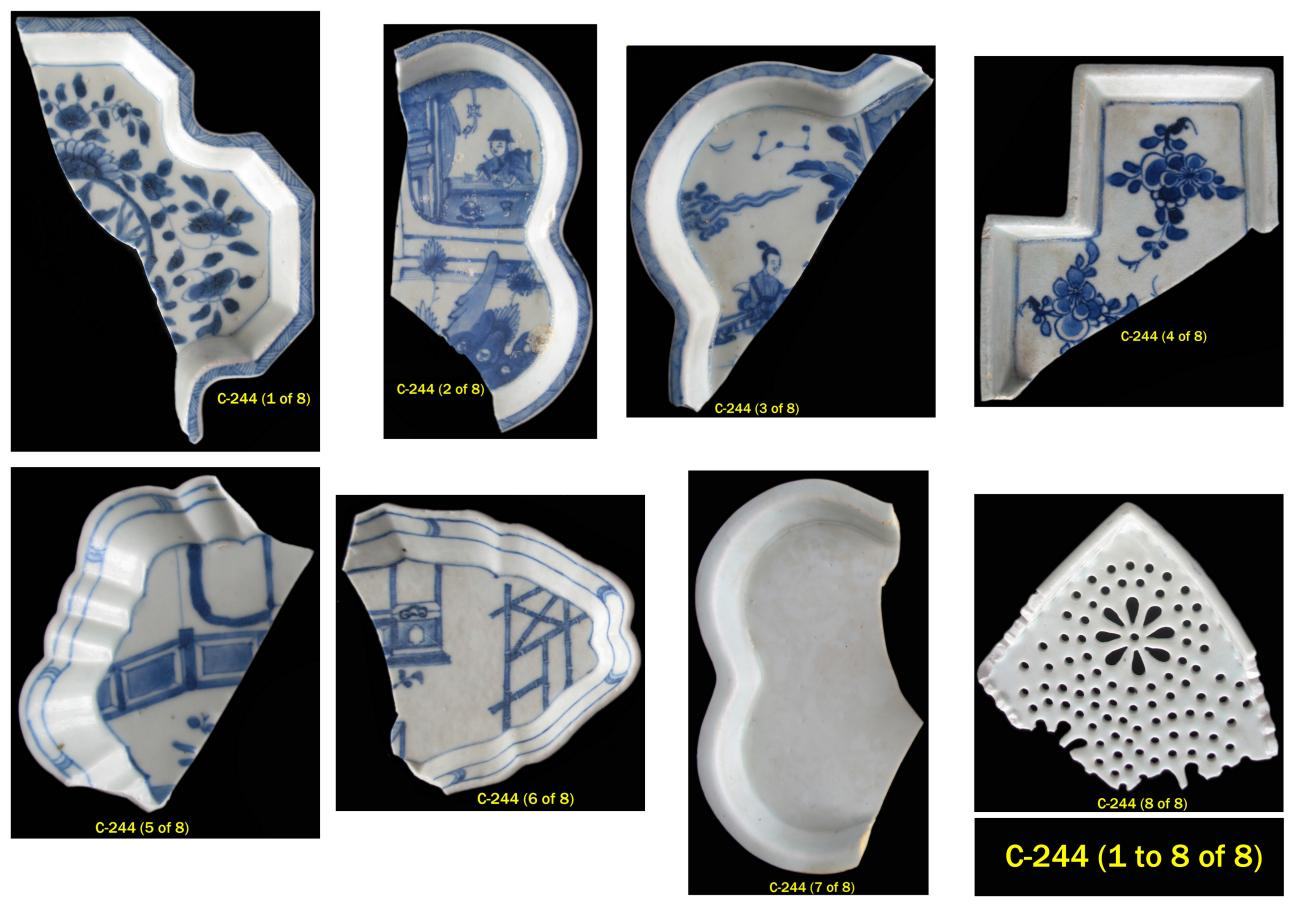 C-244 (1 of 8)
C-244 (2 of 8)
C-244 (3 of 8)
C-244 (4 of 8)
C-244 (5 of 8)
C-244 (6 of 8)
C-244 (7 of 8)
C-244 (8 of 8)
C-244 (1 to 8 of 8)